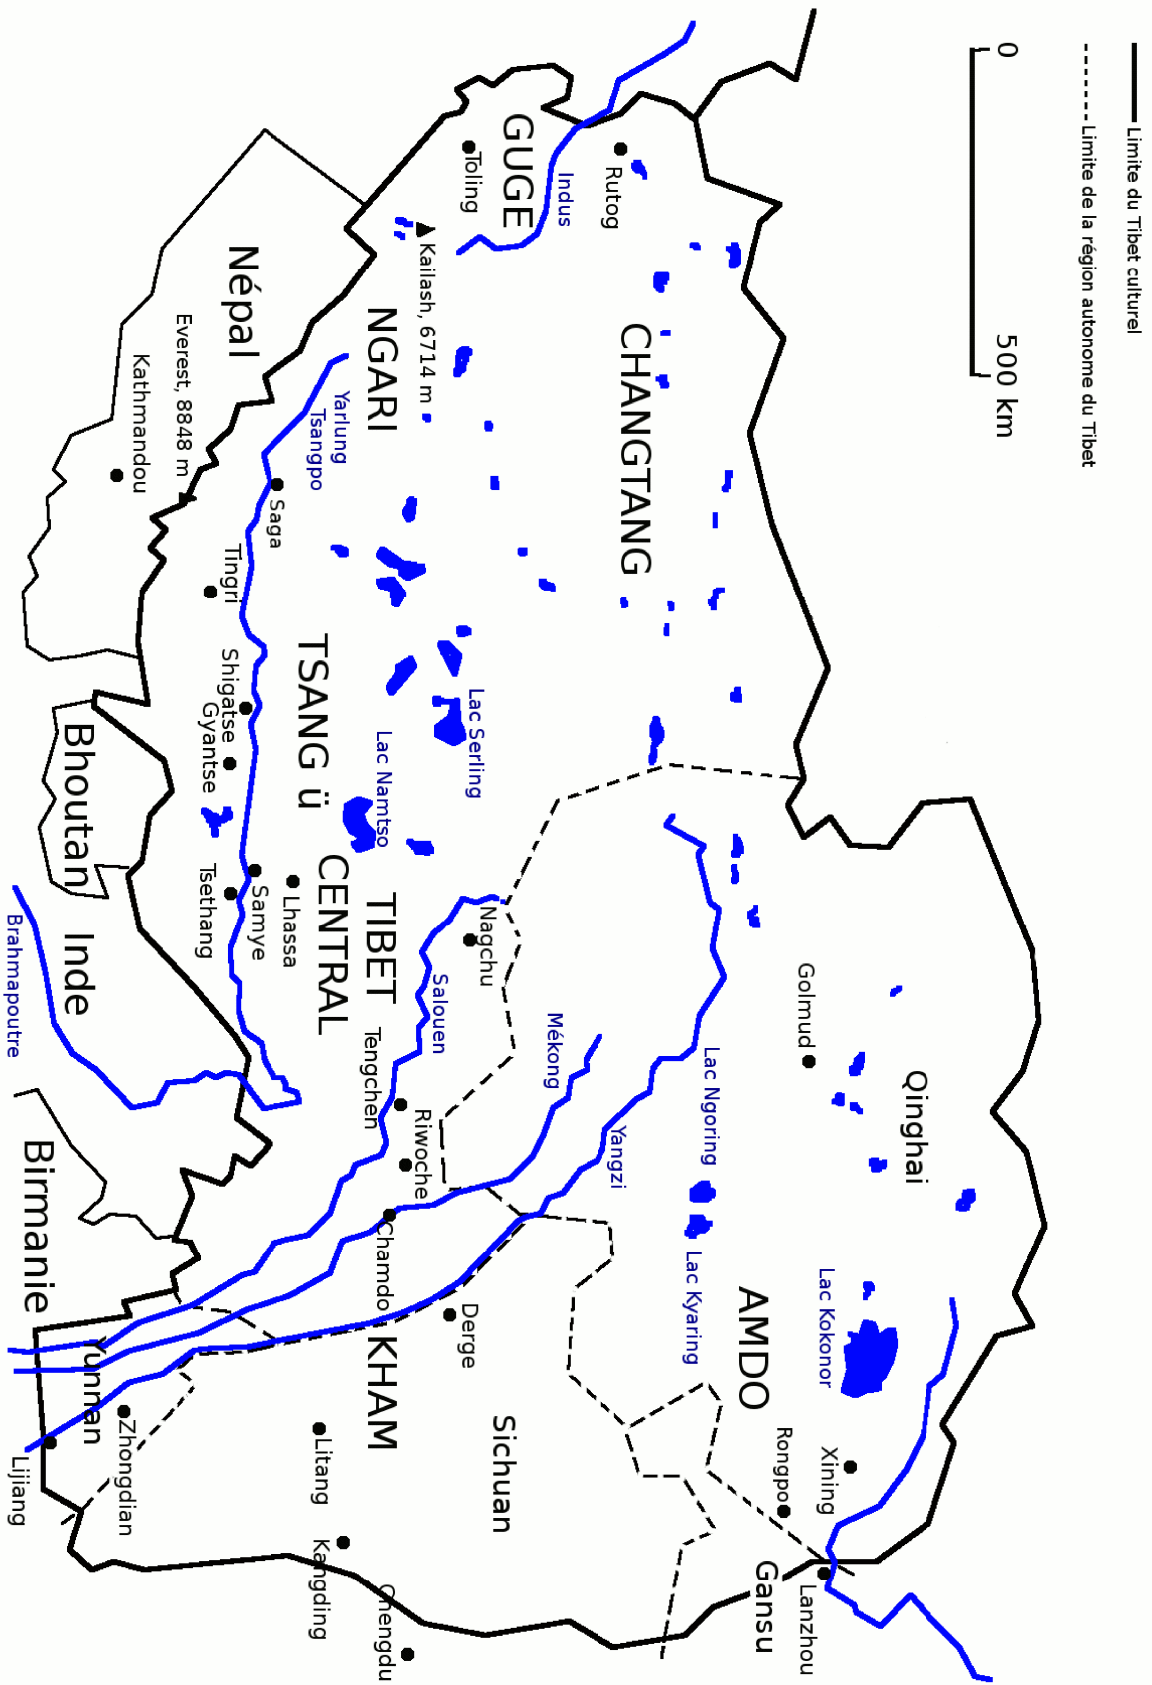 Limite du Tibet culturel
Limite de la région autonome du Tibet
0
500 km
Rutog
Indus
GUGE
Toling
Kailash, 6714 m
NGARI
CHANGTANG
Népal
Everest, 8848 m
Kathmandou
Yarlung
Tsangpo
Saga
Tingri
Shigatse
Gyantse
TSANG ü
Lac Serling
Lac Namtso
Bhoutan
Inde
Brahmapoutre
Tsethang
Samye
Lhassa
TIBET
CENTRAL
Nagchu
Salouen
Tengchen
Riwoche
Mékong
Golmud
Qinghai
Lac Ngoring
Yangzi
Lac Kyaring
Lac Kokonor
AMDO
Xining
Rongpo
Gansu
Lanzhou
Chamdo
Derge
KHAM
Sichuan
Litang
Kangding
Chengdu
Birmanie
Yunnan
Zhongdian
Lijiang